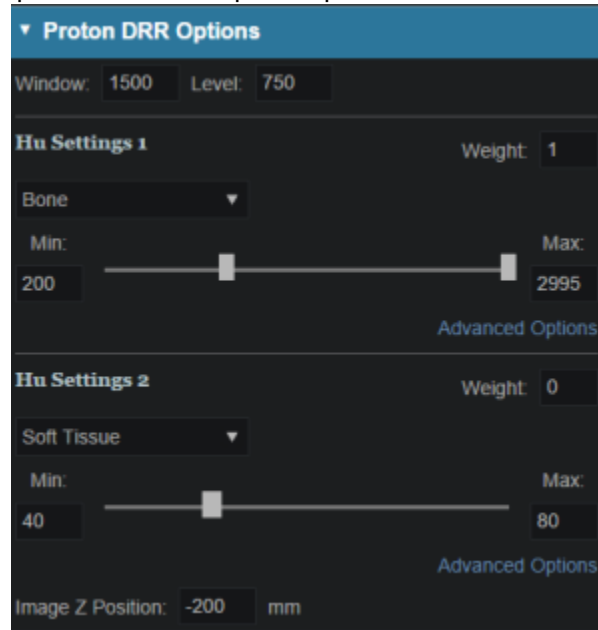 Proton DRR Options
Window: 1500 Level: 750
Hu Settings 1 Weight: 1
Bone
Min: Max:
200 2995
Advanced Options
Hu Settings 2 Weight: 0
Soft Tissue
Min: Max:
40 80
Advanced Options
Image Z Position: -200 mm